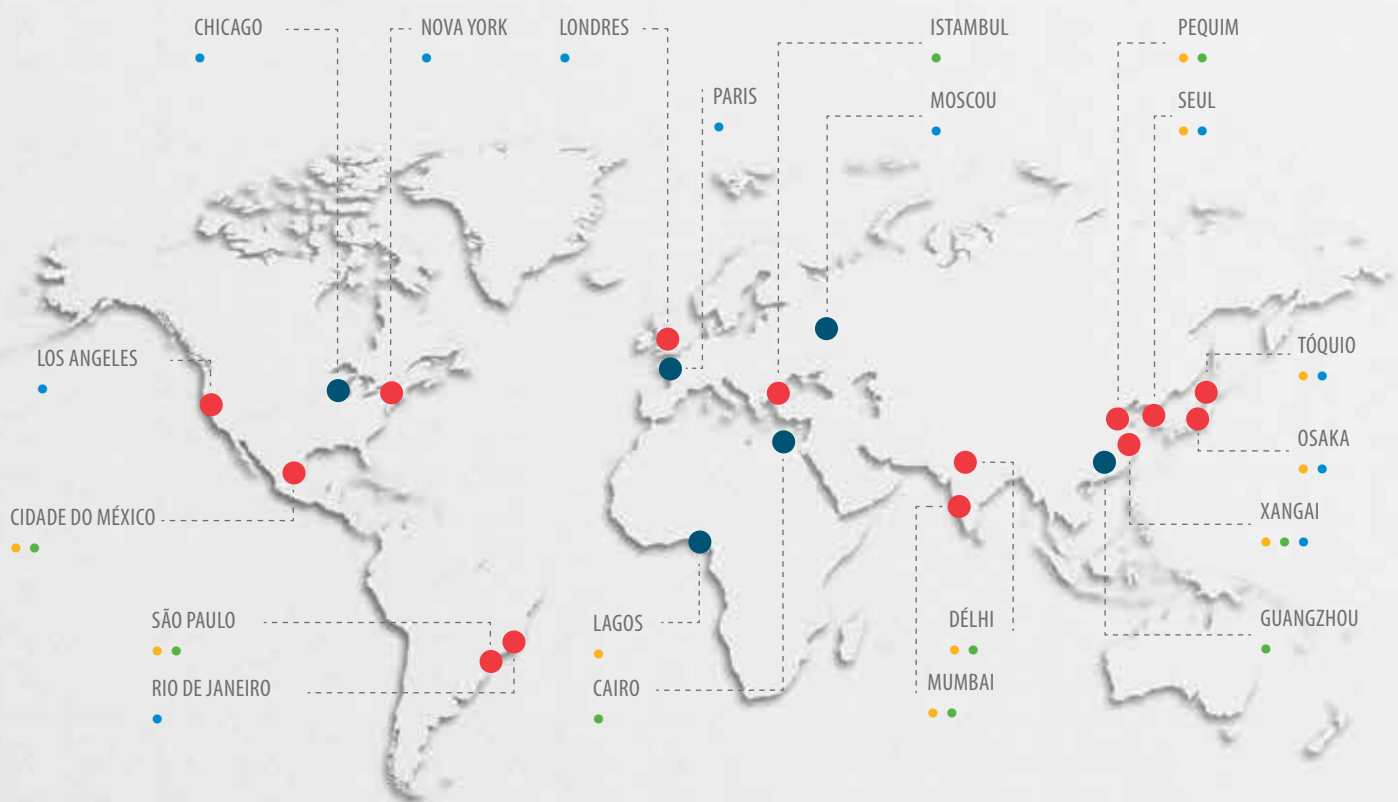 CHICAGO
NOVA YORK
LONDRES
ISTAMBUL
PEQUIM
PARIS
MOSCOU
SEUL
LOS ANGELES
TÓQUIO
OSAKA
CIDADE DO MÉXICO
XANGAI
SÃO PAULO
LAGOS
DÉLHI
GUANGZHOU
RIO DE JANEIRO
CAIRO
MUMBAI